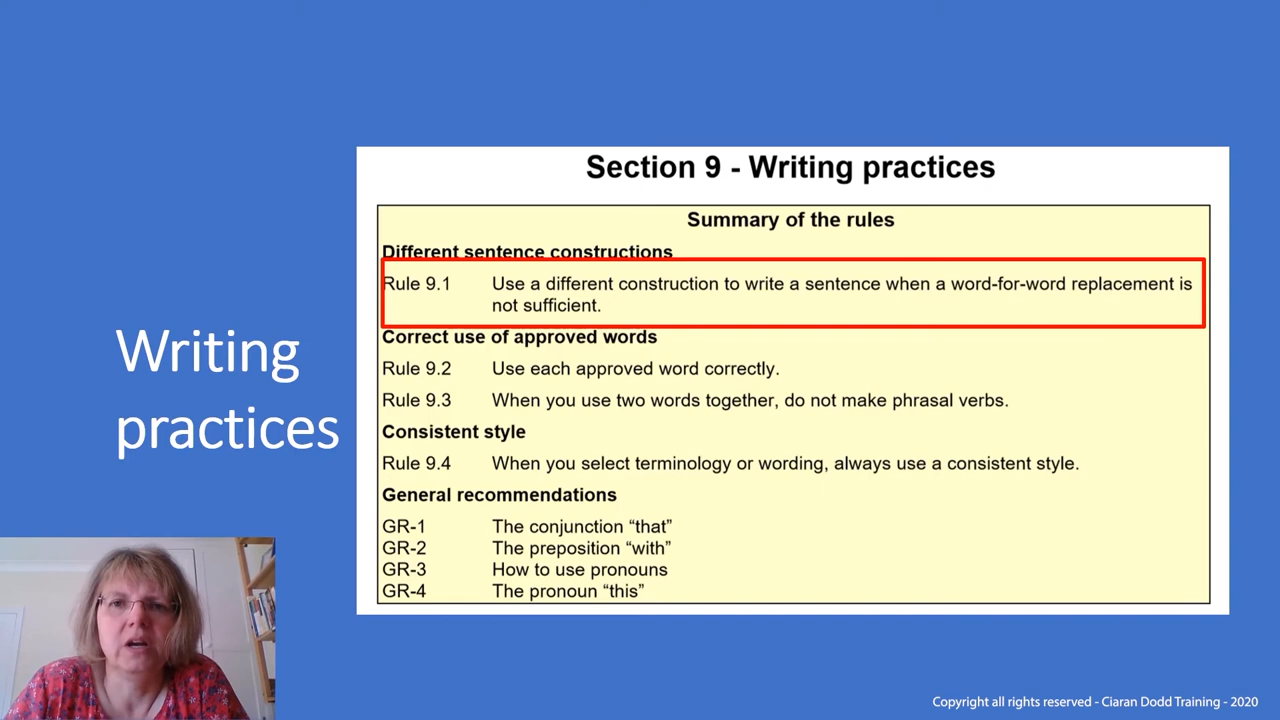 Section 9 - Writing practices
Summary of the rules
Different sentence constructions
Rule 9.1 Use a different construction to write a sentence when a word-for-word replacement is
not sufficient.
Correct use of approved words
Rule 9.2 Use each approved word correctly.
Rule 9.3 When you use two words together, do not make phrasal verbs.
Consistent style
Rule 9.4 When you select terminology or wording, always use a consistent style.
General recommendations
GR-1 The conjunction “that”
GR-2 The preposition “with”
GR-3 How to use pronouns
GR-4 The pronoun “this”
Writing
practices
Copyright all rights reserved - Ciaran Dodd Training - 2020